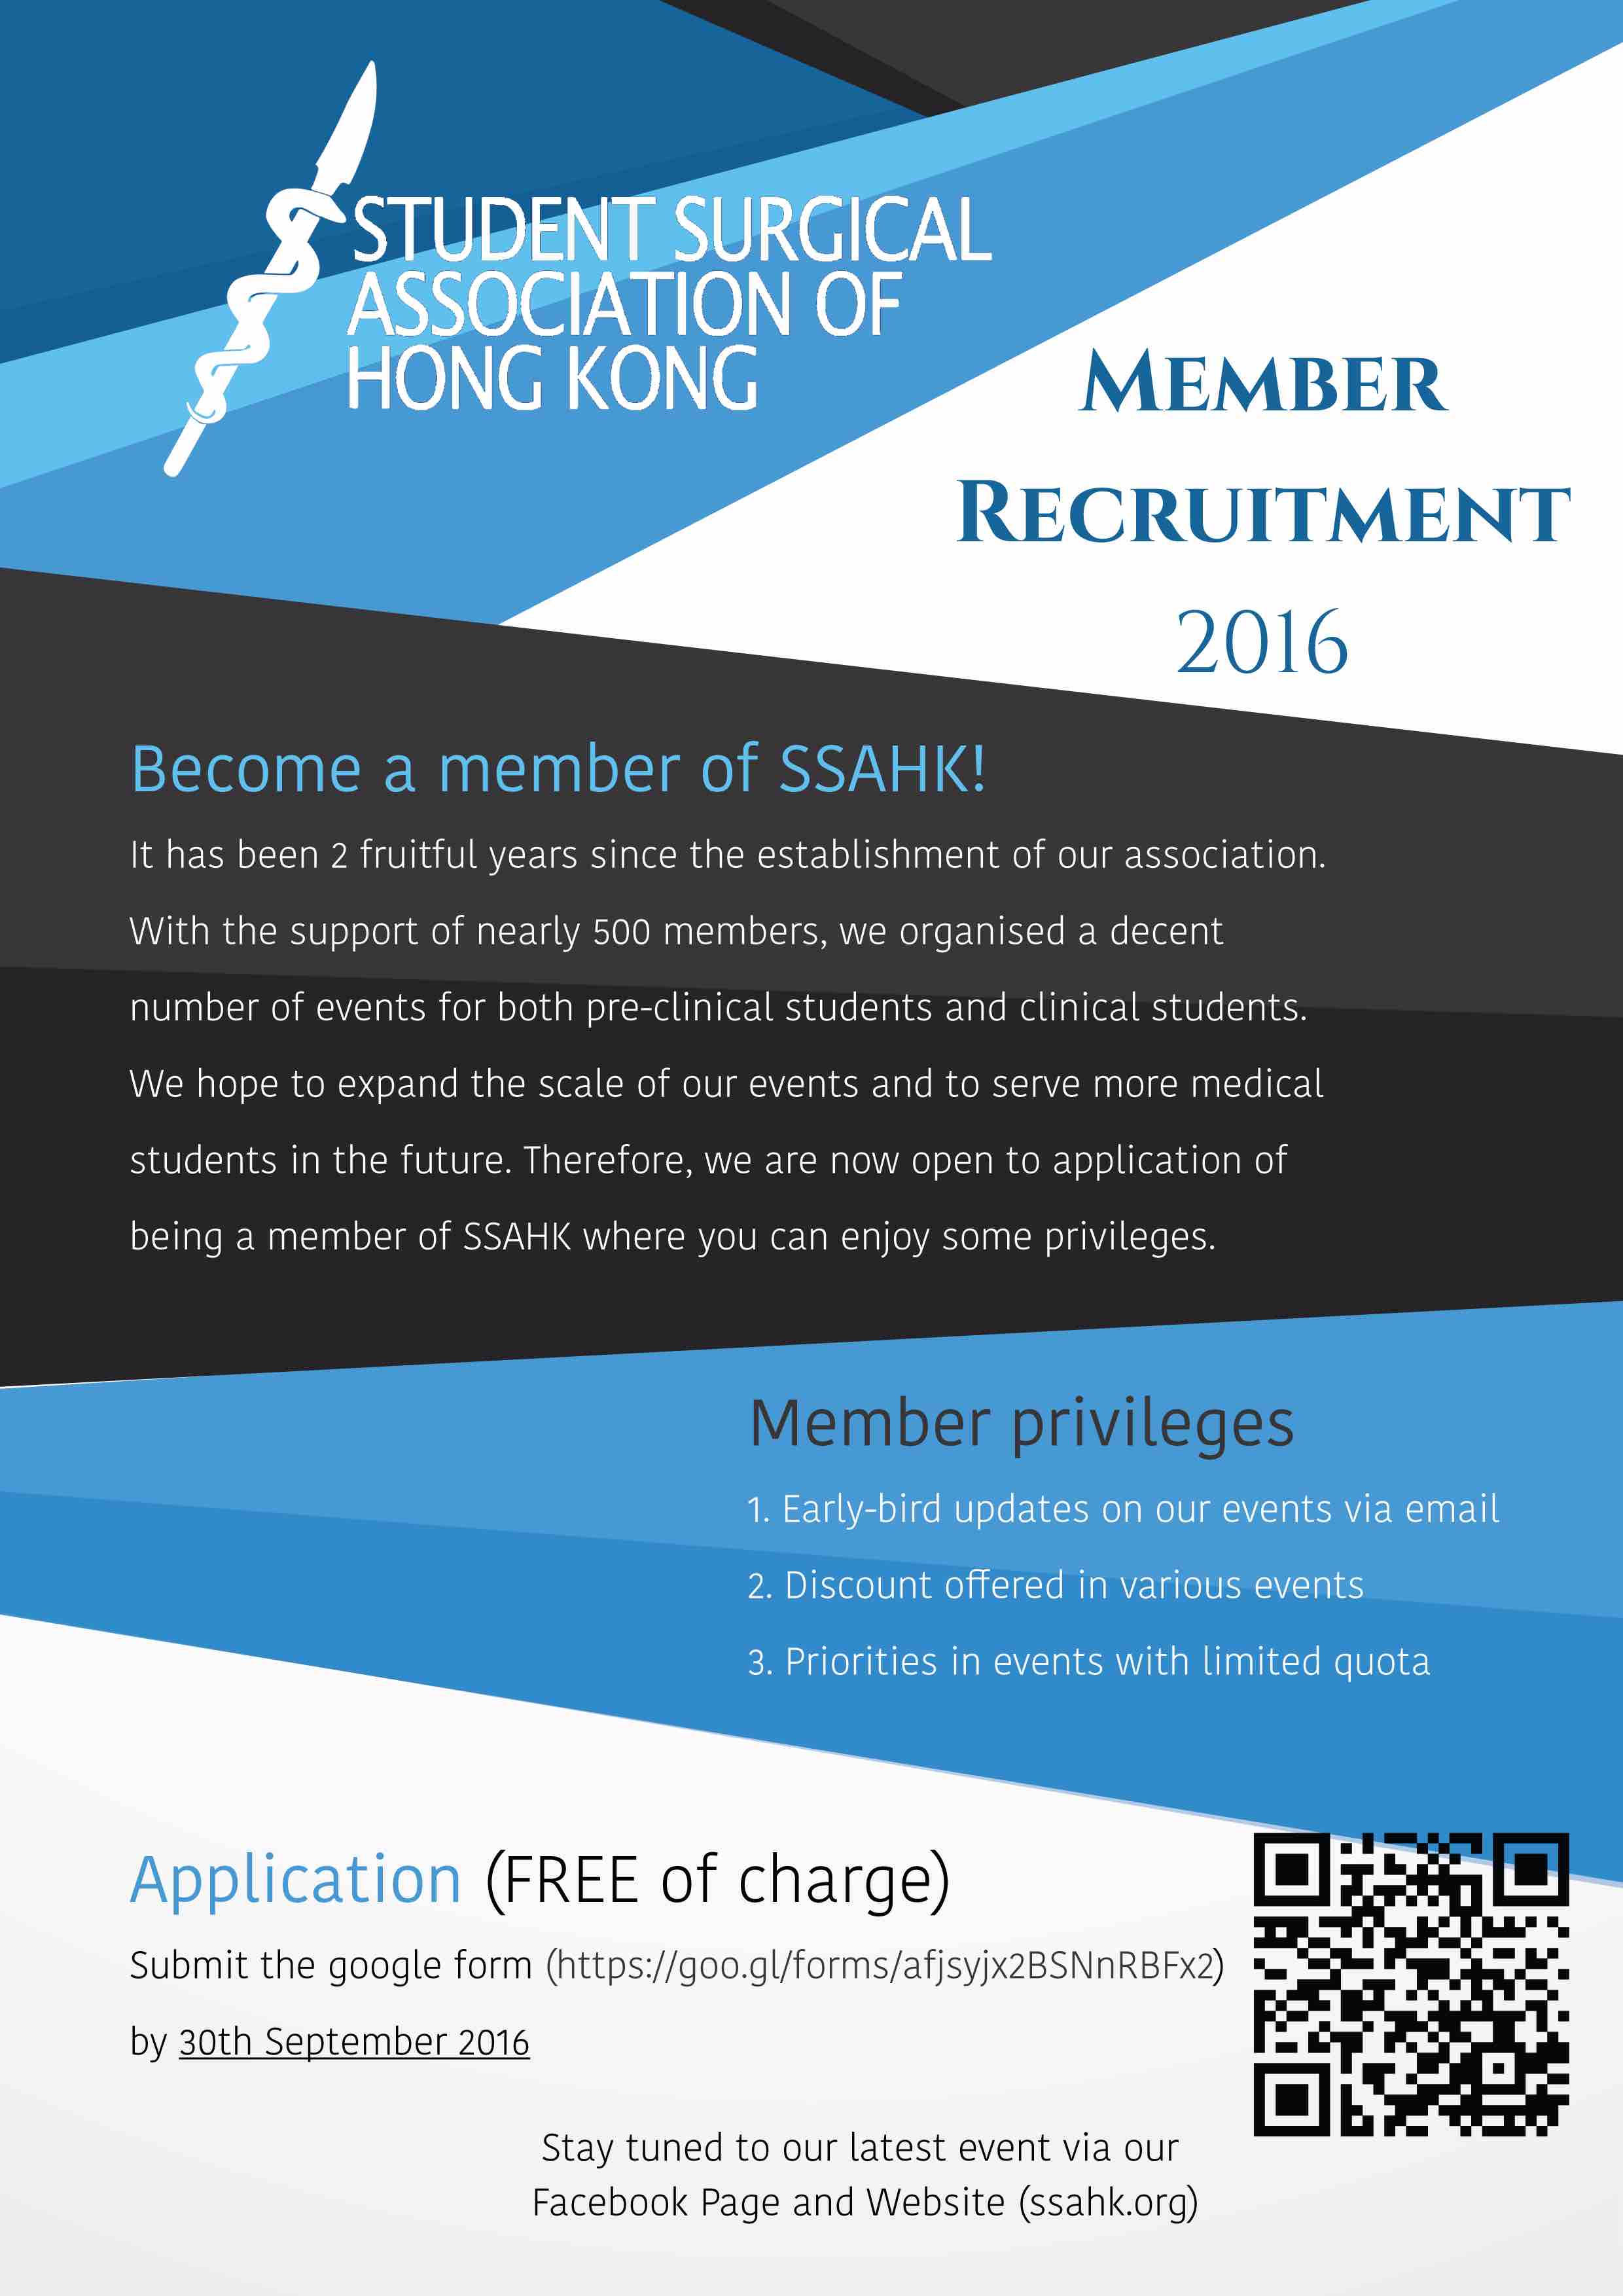 STUDENT SURGICAL
ASSOCIATION OF
HONG KONG
Member
Recruitment
2016
Become a member of SSAHK!
It has been 2 fruitful years since the establishment of our association.
With the support of nearly 500 members, we organised a decent
number of events for both pre-clinical students and clinical students.
We hope to expand the scale of our events and to serve more medical
students in the future. Therefore, we are now open to application of
being a member of SSAHK where you can enjoy some privileges.
Member privileges
1. Early-bird updates on our events via email
2. Discount offered in various events
3. Priorities in events with limited quota
Application (FREE of charge)
Submit the google form (https://goo.gl/forms/afjsyjx2BSNnRBFx2)
by 30th September 2016
Stay tuned to our latest event via our
Facebook Page and Website (ssahk.org)